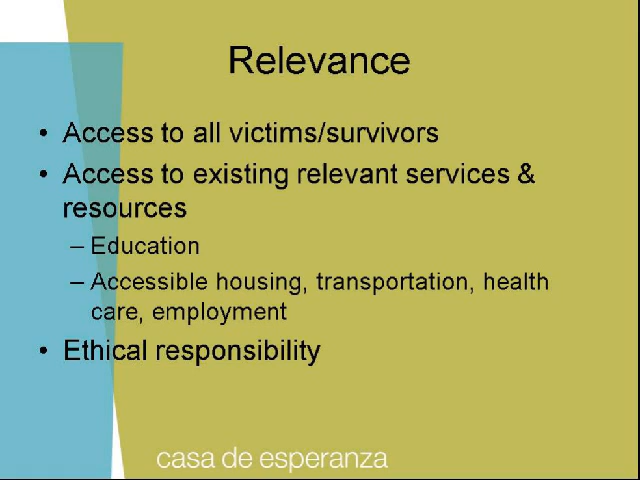 Relevance
• Access to all victims/survivors
• Access to existing relevant services &
resources
– Education
– Accessible housing, transportation, health
care, employment
• Ethical responsibility
casa de esperanza